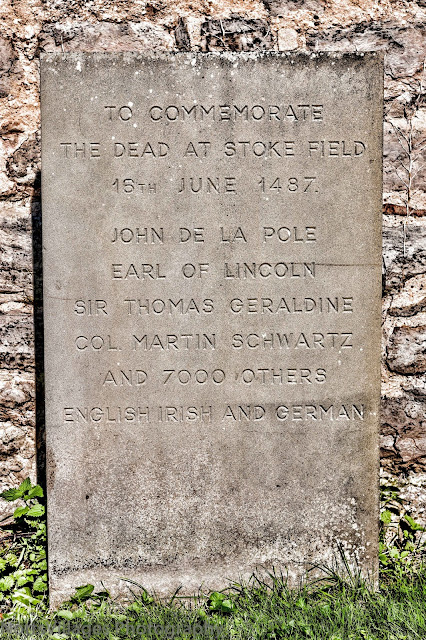 TO COMMEMORATE
THE DEAD AT STOKE FIELD
16TH JUNE 1487.
JOHN DE LA POLE
EARL OF LINCOLN
SIR THOMAS GERALDINE
COL. MARTIN SCHWARTZ
AND 7000 OTHERS
ENGLISH IRISH AND GERMAN